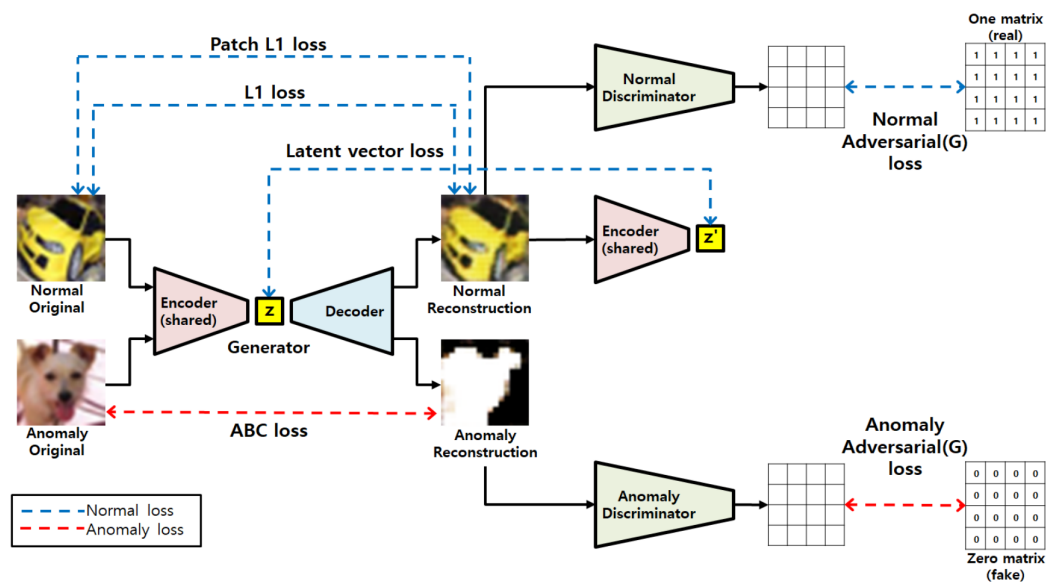 Patch L1 loss
L1 loss
Latent vector loss
Normal
Original
Anomaly
Original
Encoder
(shared)
z
Generator
Decoder
Normal
Reconstruction
ABC loss
Anomaly
Reconstruction
Normal
Discriminator
Encoder
(shared)
z'
Anomaly
Discriminator
One matrix
(real)
1 1 1 1
1 1 1 1
1 1 1 1
1 1 1 1
Normal
Adversarial(G)
loss
Anomaly
Adversarial(G)
loss
0 0 0 0
0 0 0 0
0 0 0 0
0 0 0 0
Zero matrix
(fake)
Normal loss
Anomaly loss